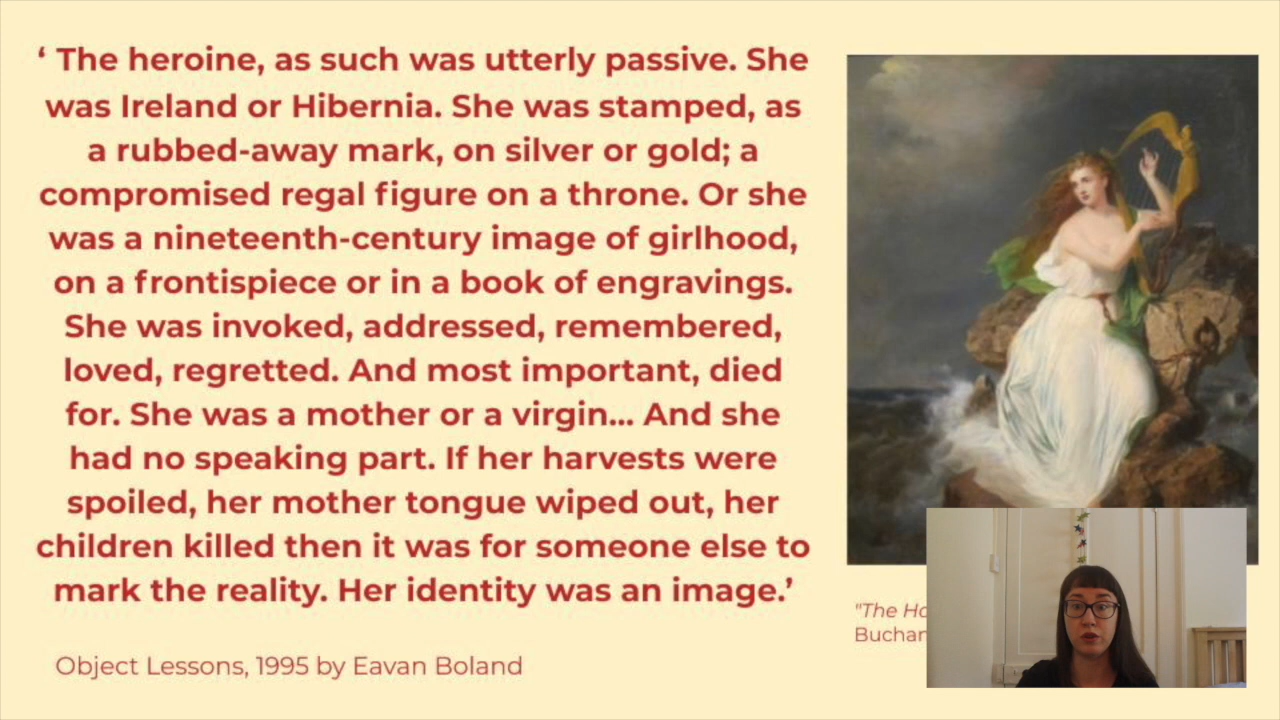 ‘ The heroine, as such was utterly passive. She
was Ireland or Hibernia. She was stamped, as
a rubbed-away mark, on silver or gold; a
compromised regal figure on a throne. Or she
was a nineteenth-century image of girlhood,
on a frontispiece or in a book of engravings.
She was invoked, addressed, remembered,
loved, regretted. And most important, died
for. She was a mother or a virgin... And she
had no speaking part. If her harvests were
spoiled, her mother tongue wiped out, her
children killed then it was for someone else to
mark the reality. Her identity was an image.’
Object Lessons, 1995 by Eavan Boland
"The